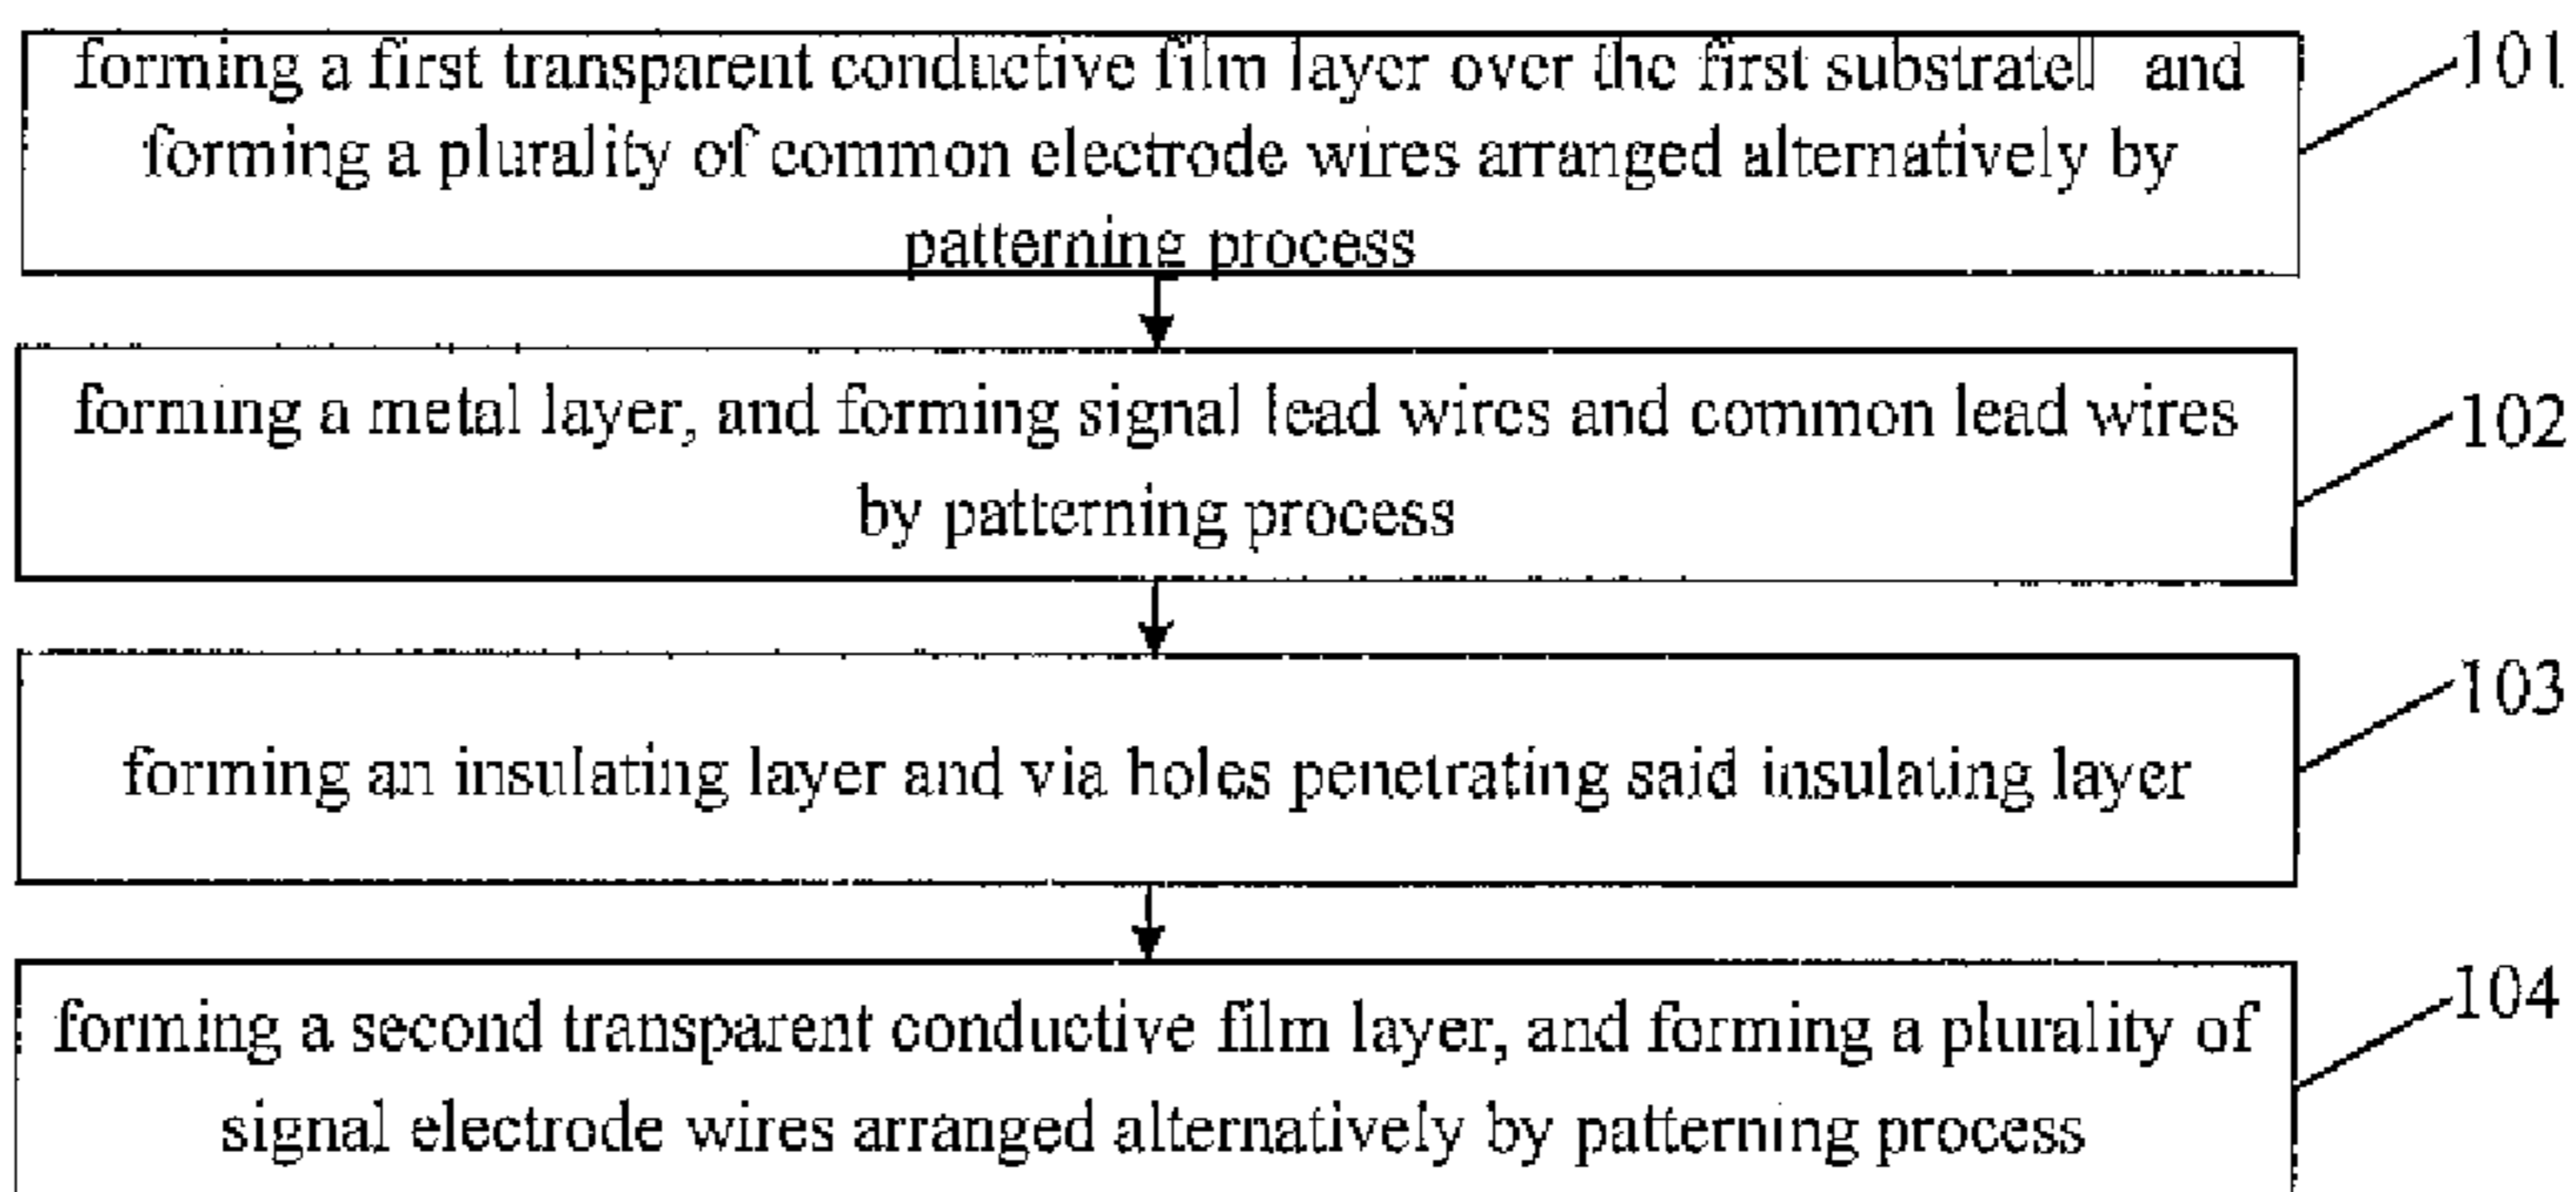 forming a first transparent conductive film layer over the first substrate and
101
forming a plurality of common electrode wires arranged alternatively by
patterning process
forming a metal layer, and forming signal lead wires and common lead wires
102
by patterning process
103
forming an insulating layer and via holes penetrating said insulating layer
104
forming a second transparent conductive film layer, and forming a plurality of
signal electrode wires arranged alternatively by patterning process